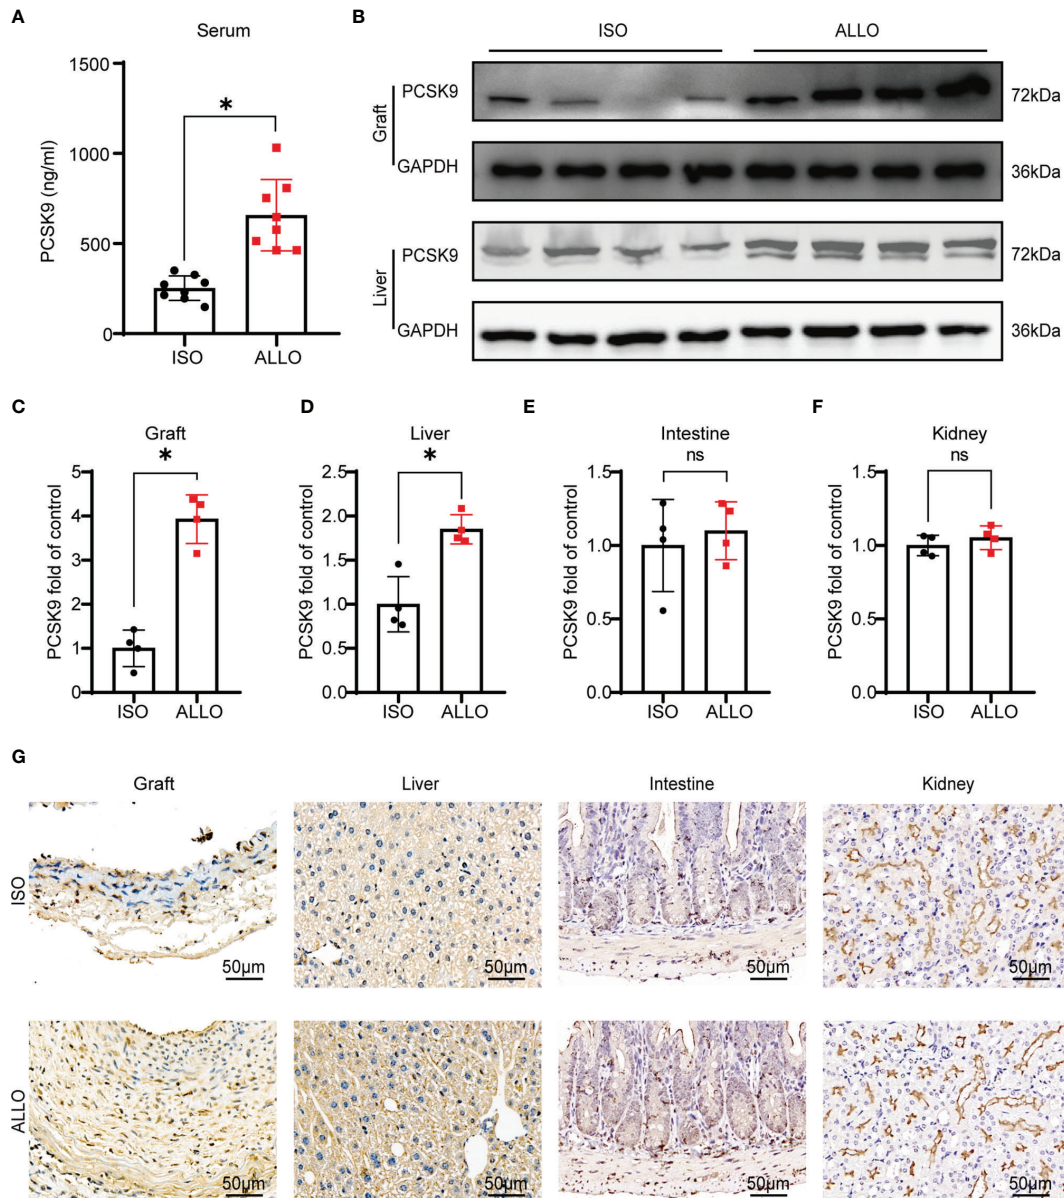 A
Serum
PCSK9 (ng/ml)
1500
1000
500
0
*
ISO
ALLO
B
ISO
ALLO
Graft
PCSK9
72kDa
GAPDH
36kDa
Liver
PCSK9
72kDa
GAPDH
36kDa
C
Graft
*
PCSK9 fold of control
5
4
3
2
1
0
ISO
ALLO
D
Liver
*
PCSK9 fold of control
2.5
2.0
1.5
1.0
0.5
0.0
ISO
ALLO
E
Intestine
ns
PCSK9 fold of control
1.5
1.0
0.5
0.0
ISO
ALLO
F
Kidney
ns
PCSK9 fold of control
1.5
1.0
0.5
0.0
ISO
ALLO
G
Graft
Liver
Intestine
Kidney
ISO
50μm
50μm
50μm
50μm
ALLO
50μm
50μm
50μm
50μm